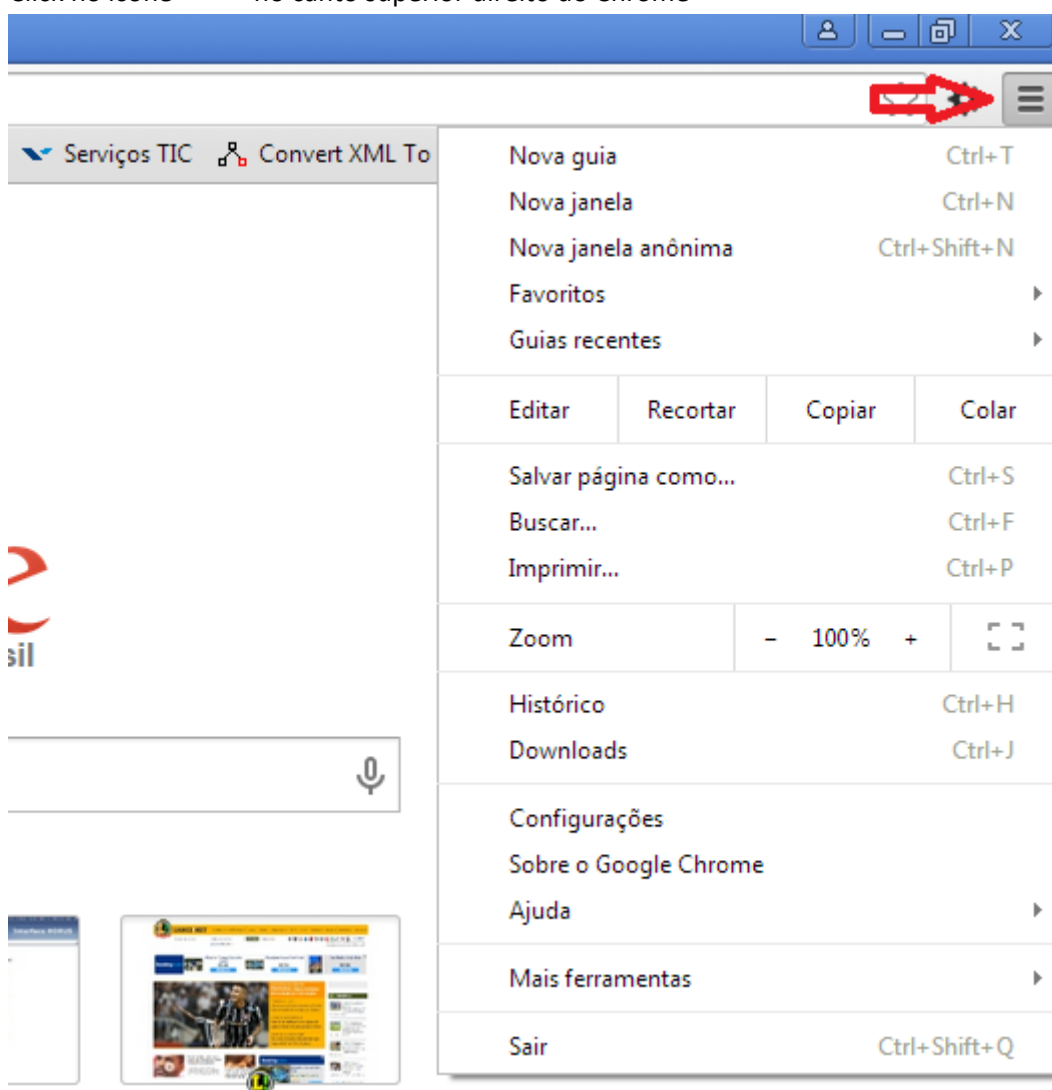 Serviços TIC Convert XML To
Nova guia Ctrl+T
Nova janela Ctrl+N
Nova janela anônima Ctrl+Shift+N
Favoritos
Guias recentes
Editar Recortar Copiar Colar
Salvar página como... Ctrl+S
Buscar... Ctrl+F
Imprimir... Ctrl+P
Zoom - 100% +
sil
Histórico Ctrl+H
Downloads Ctrl+J
Configurações
Sobre o Google Chrome
Ajuda
Mais ferramentas
Sair Ctrl+Shift+Q